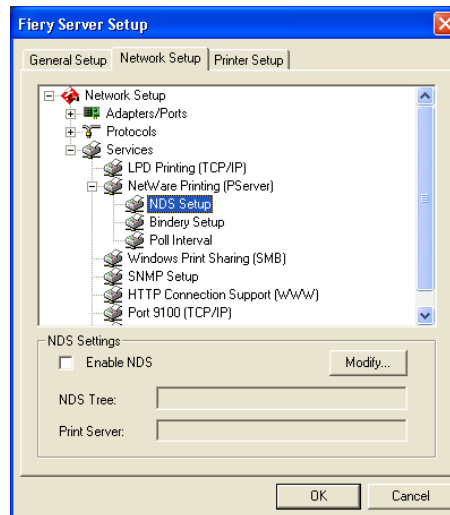 Fiery Server Setup
General Setup
Network Setup
Printer Setup
Network Setup
Adapters/Ports
Protocols
Services
LPD Printing (TCP/IP)
NetWare Printing (PServer)
NDS Setup
Bindery Setup
Poll Interval
Windows Print Sharing (SMB)
SNMP Setup
HTTP Connection Support (WWW)
Port 9100 (TCP/IP)
NDS Settings
Enable NDS
Modify...
NDS Tree:
Print Server:
OK
Cancel